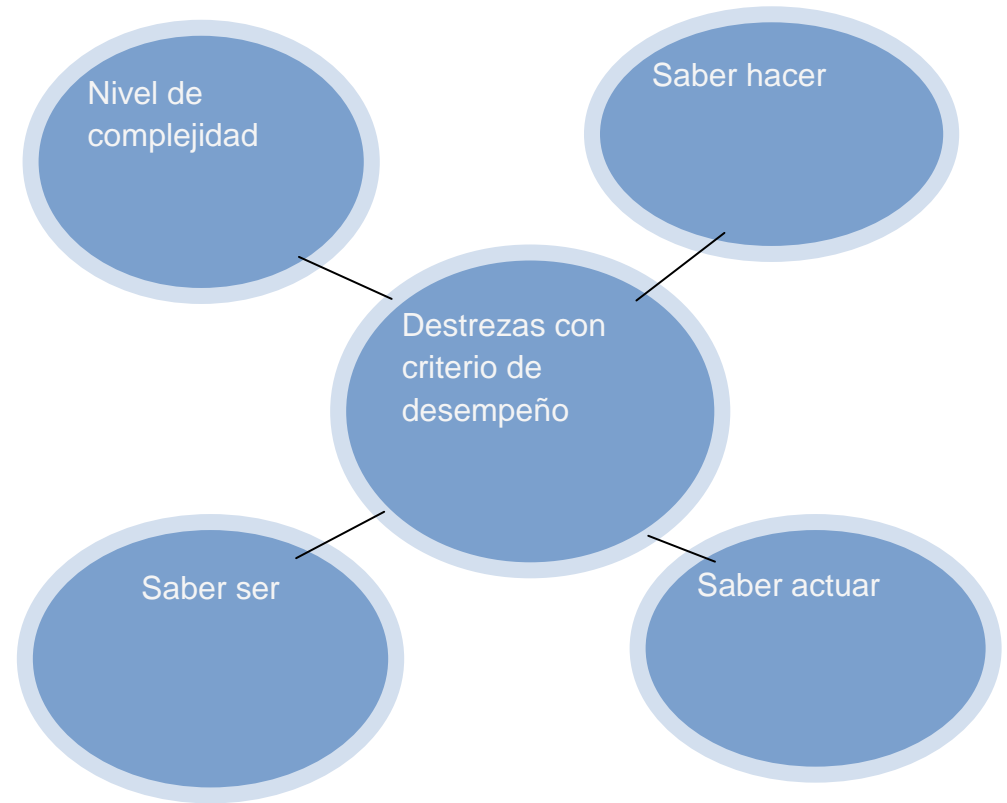 Nivel de
complejidad
Saber hacer
Destrezas con
criterio de
desempeño
Saber ser
Saber actuar